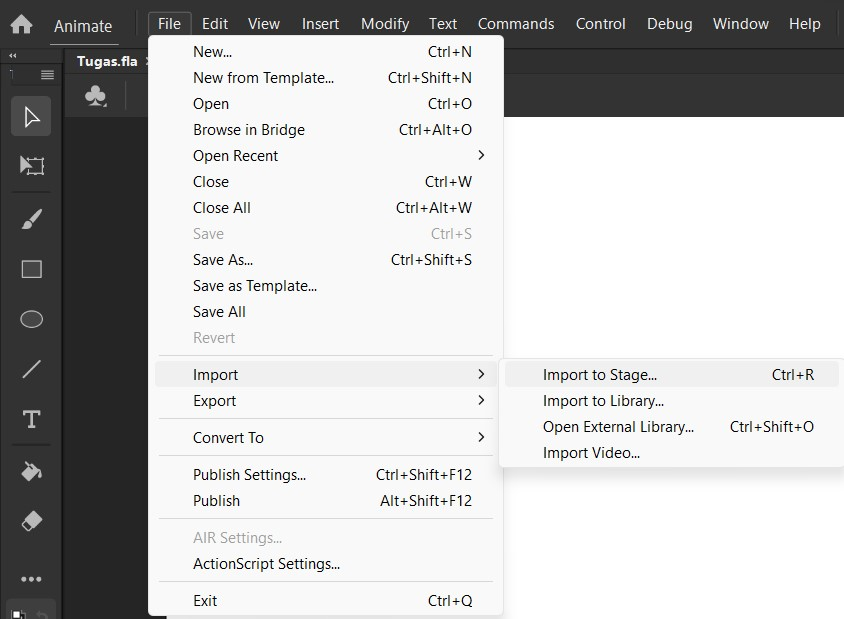 Animate File Edit View Insert Modify Text Commands Control Debug Window Help
Tugas.fla
New... Ctrl+N
New from Template... Ctrl+Shift+N
Open Ctrl+O
Browse in Bridge Ctrl+Alt+O
Open Recent
Close Ctrl+W
Close All Ctrl+Alt+W
Save Ctrl+S
Save As... Ctrl+Shift+S
Save as Template...
Save All
Revert
Import
Export
Convert To
Publish Settings... Ctrl+Shift+F12
Publish Alt+Shift+F12
AIR Settings...
ActionScript Settings...
Exit Ctrl+Q
Import to Stage... Ctrl+R
Import to Library...
Open External Library... Ctrl+Shift+O
Import Video...